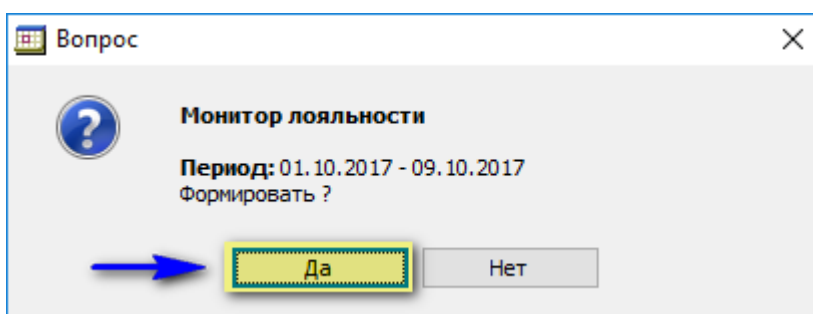 Вопрос
Монитор лояльности
Период: 01.10.2017 - 09.10.2017
Формировать ?
Да
Нет